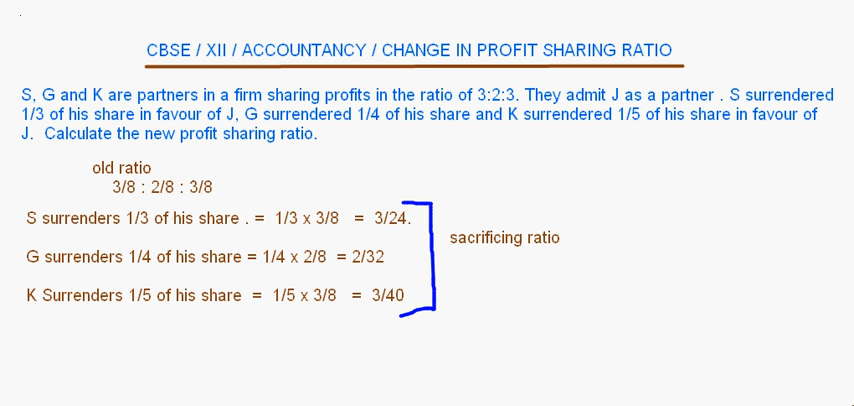 CBSE / XII / ACCOUNTANCY / CHANGE IN PROFIT SHARING RATIO
S, G and K are partners in a firm sharing profits in the ratio of 3:2:3. They admit J as a partner . S surrendered
1/3 of his share in favour of J, G surrendered 1/4 of his share and K surrendered 1/5 of his share in favour of
J. Calculate the new profit sharing ratio.
old ratio
3/8 : 2/8 : 3/8
S surrenders 1/3 of his share . = 1/3 x 3/8 = 3/24.
sacrificing ratio
G surrenders 1/4 of his share = 1/4 x 2/8 = 2/32
K Surrenders 1/5 of his share = 1/5 x 3/8 = 3/40